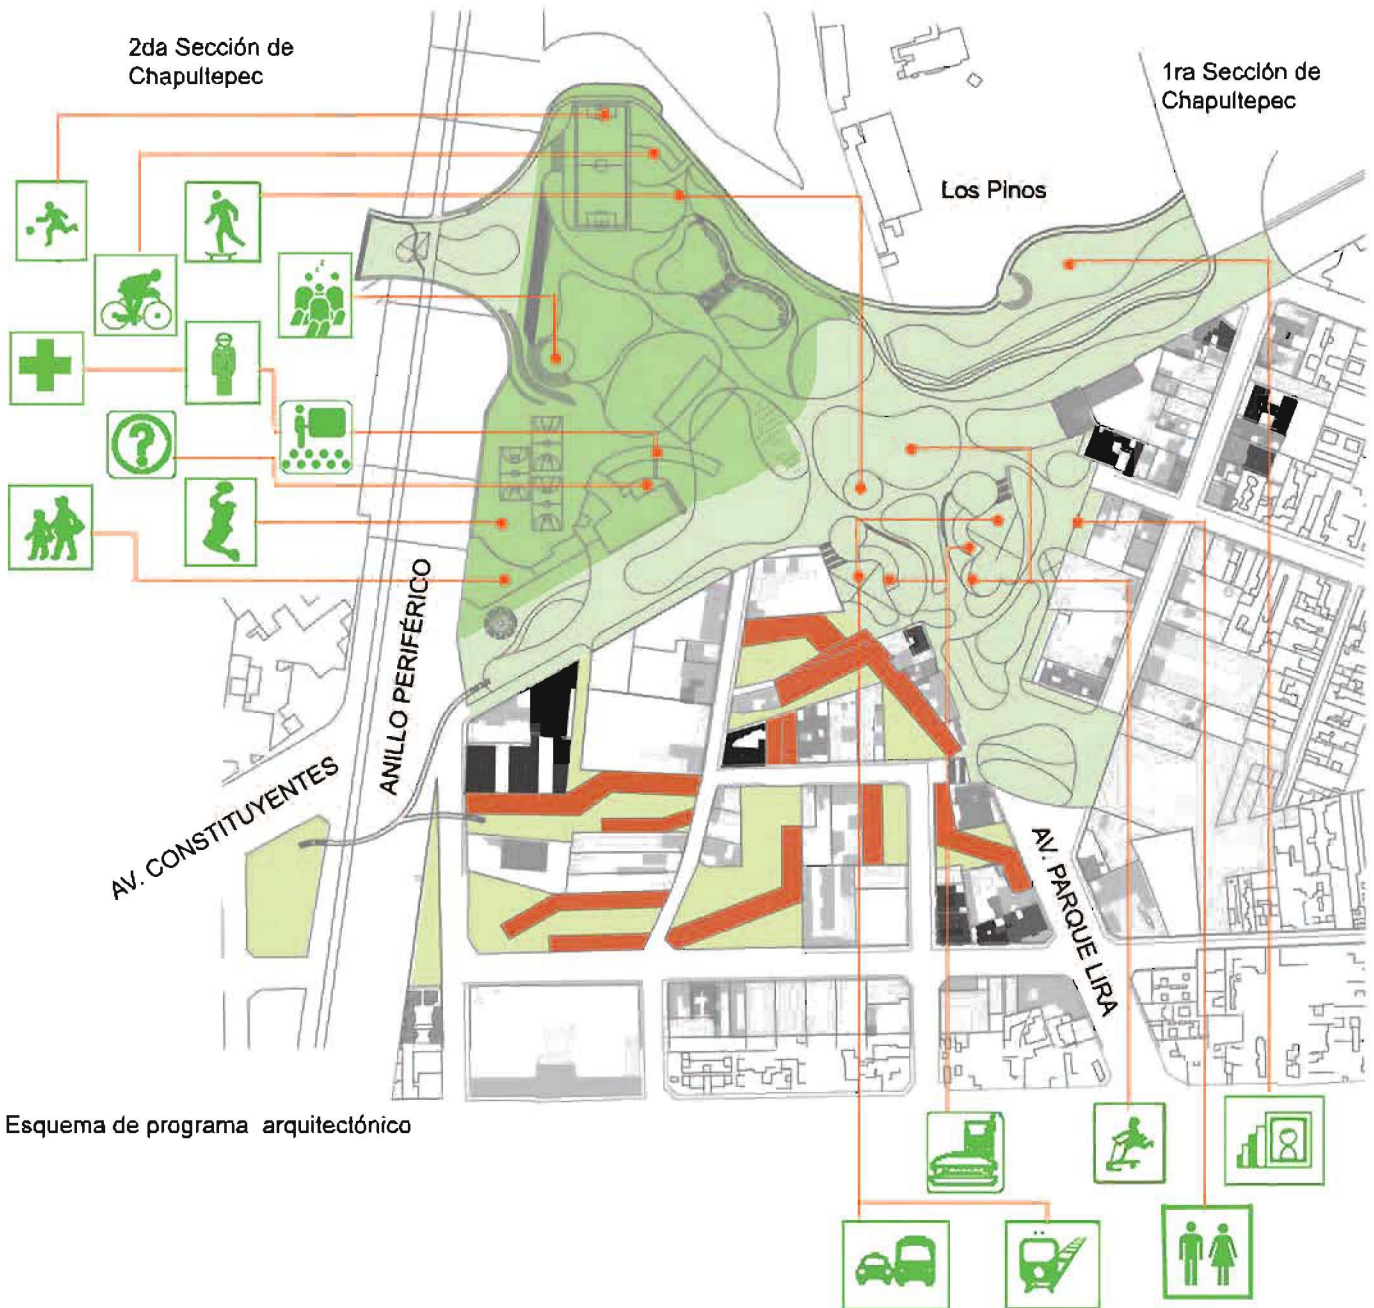 2da Sección de
Chapultepec
1ra Sección de
Chapultepec
Los Pinos
z z
?
ANILLO PERIFÉRICO
AV. CONSTITUYENTES
AV. PARQUE LIRA
Esquema de programa arquitectónico